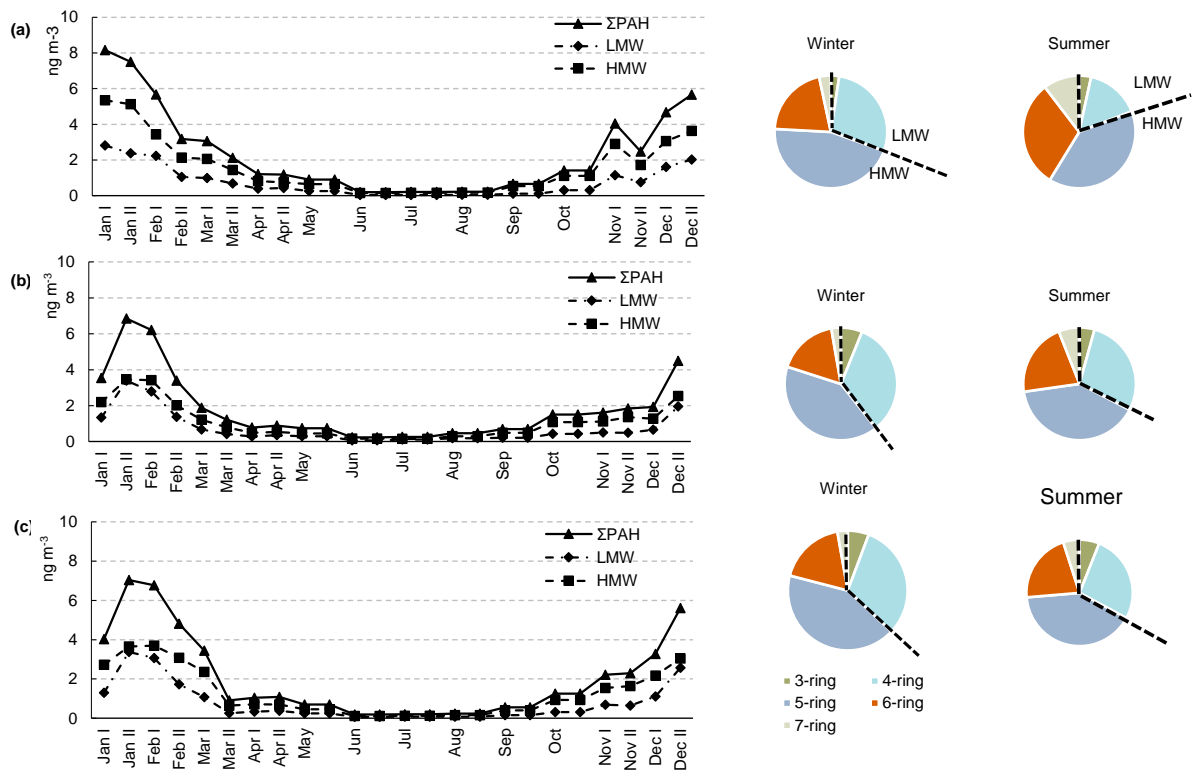 (a)
ng m-3
10
8
6
4
2
0
ΣPAH
LMW
HMW
Jan I
Jan II
Feb I
Feb II
Mar I
Mar II
Apr I
Apr II
May
Jun
Jul
Aug
Sep
Oct
Nov I
Nov II
Dec I
Dec II
Winter
LMW
HMW
Summer
LMW
HMW
(b)
ng m-3
10
8
6
4
2
0
ΣPAH
LMW
HMW
Jan I
Jan II
Feb I
Feb II
Mar I
Mar II
Apr I
Apr II
May
Jun
Jul
Aug
Sep
Oct
Nov I
Nov II
Dec I
Dec II
Winter
Summer
(c)
ng m-3
10
8
6
4
2
0
ΣPAH
LMW
HMW
Jan I
Jan II
Feb I
Feb II
Mar I
Mar II
Apr I
Apr II
May
Jun
Jul
Aug
Sep
Oct
Nov I
Nov II
Dec I
Dec II
Winter
Summer
3-ring
4-ring
5-ring
6-ring
7-ring